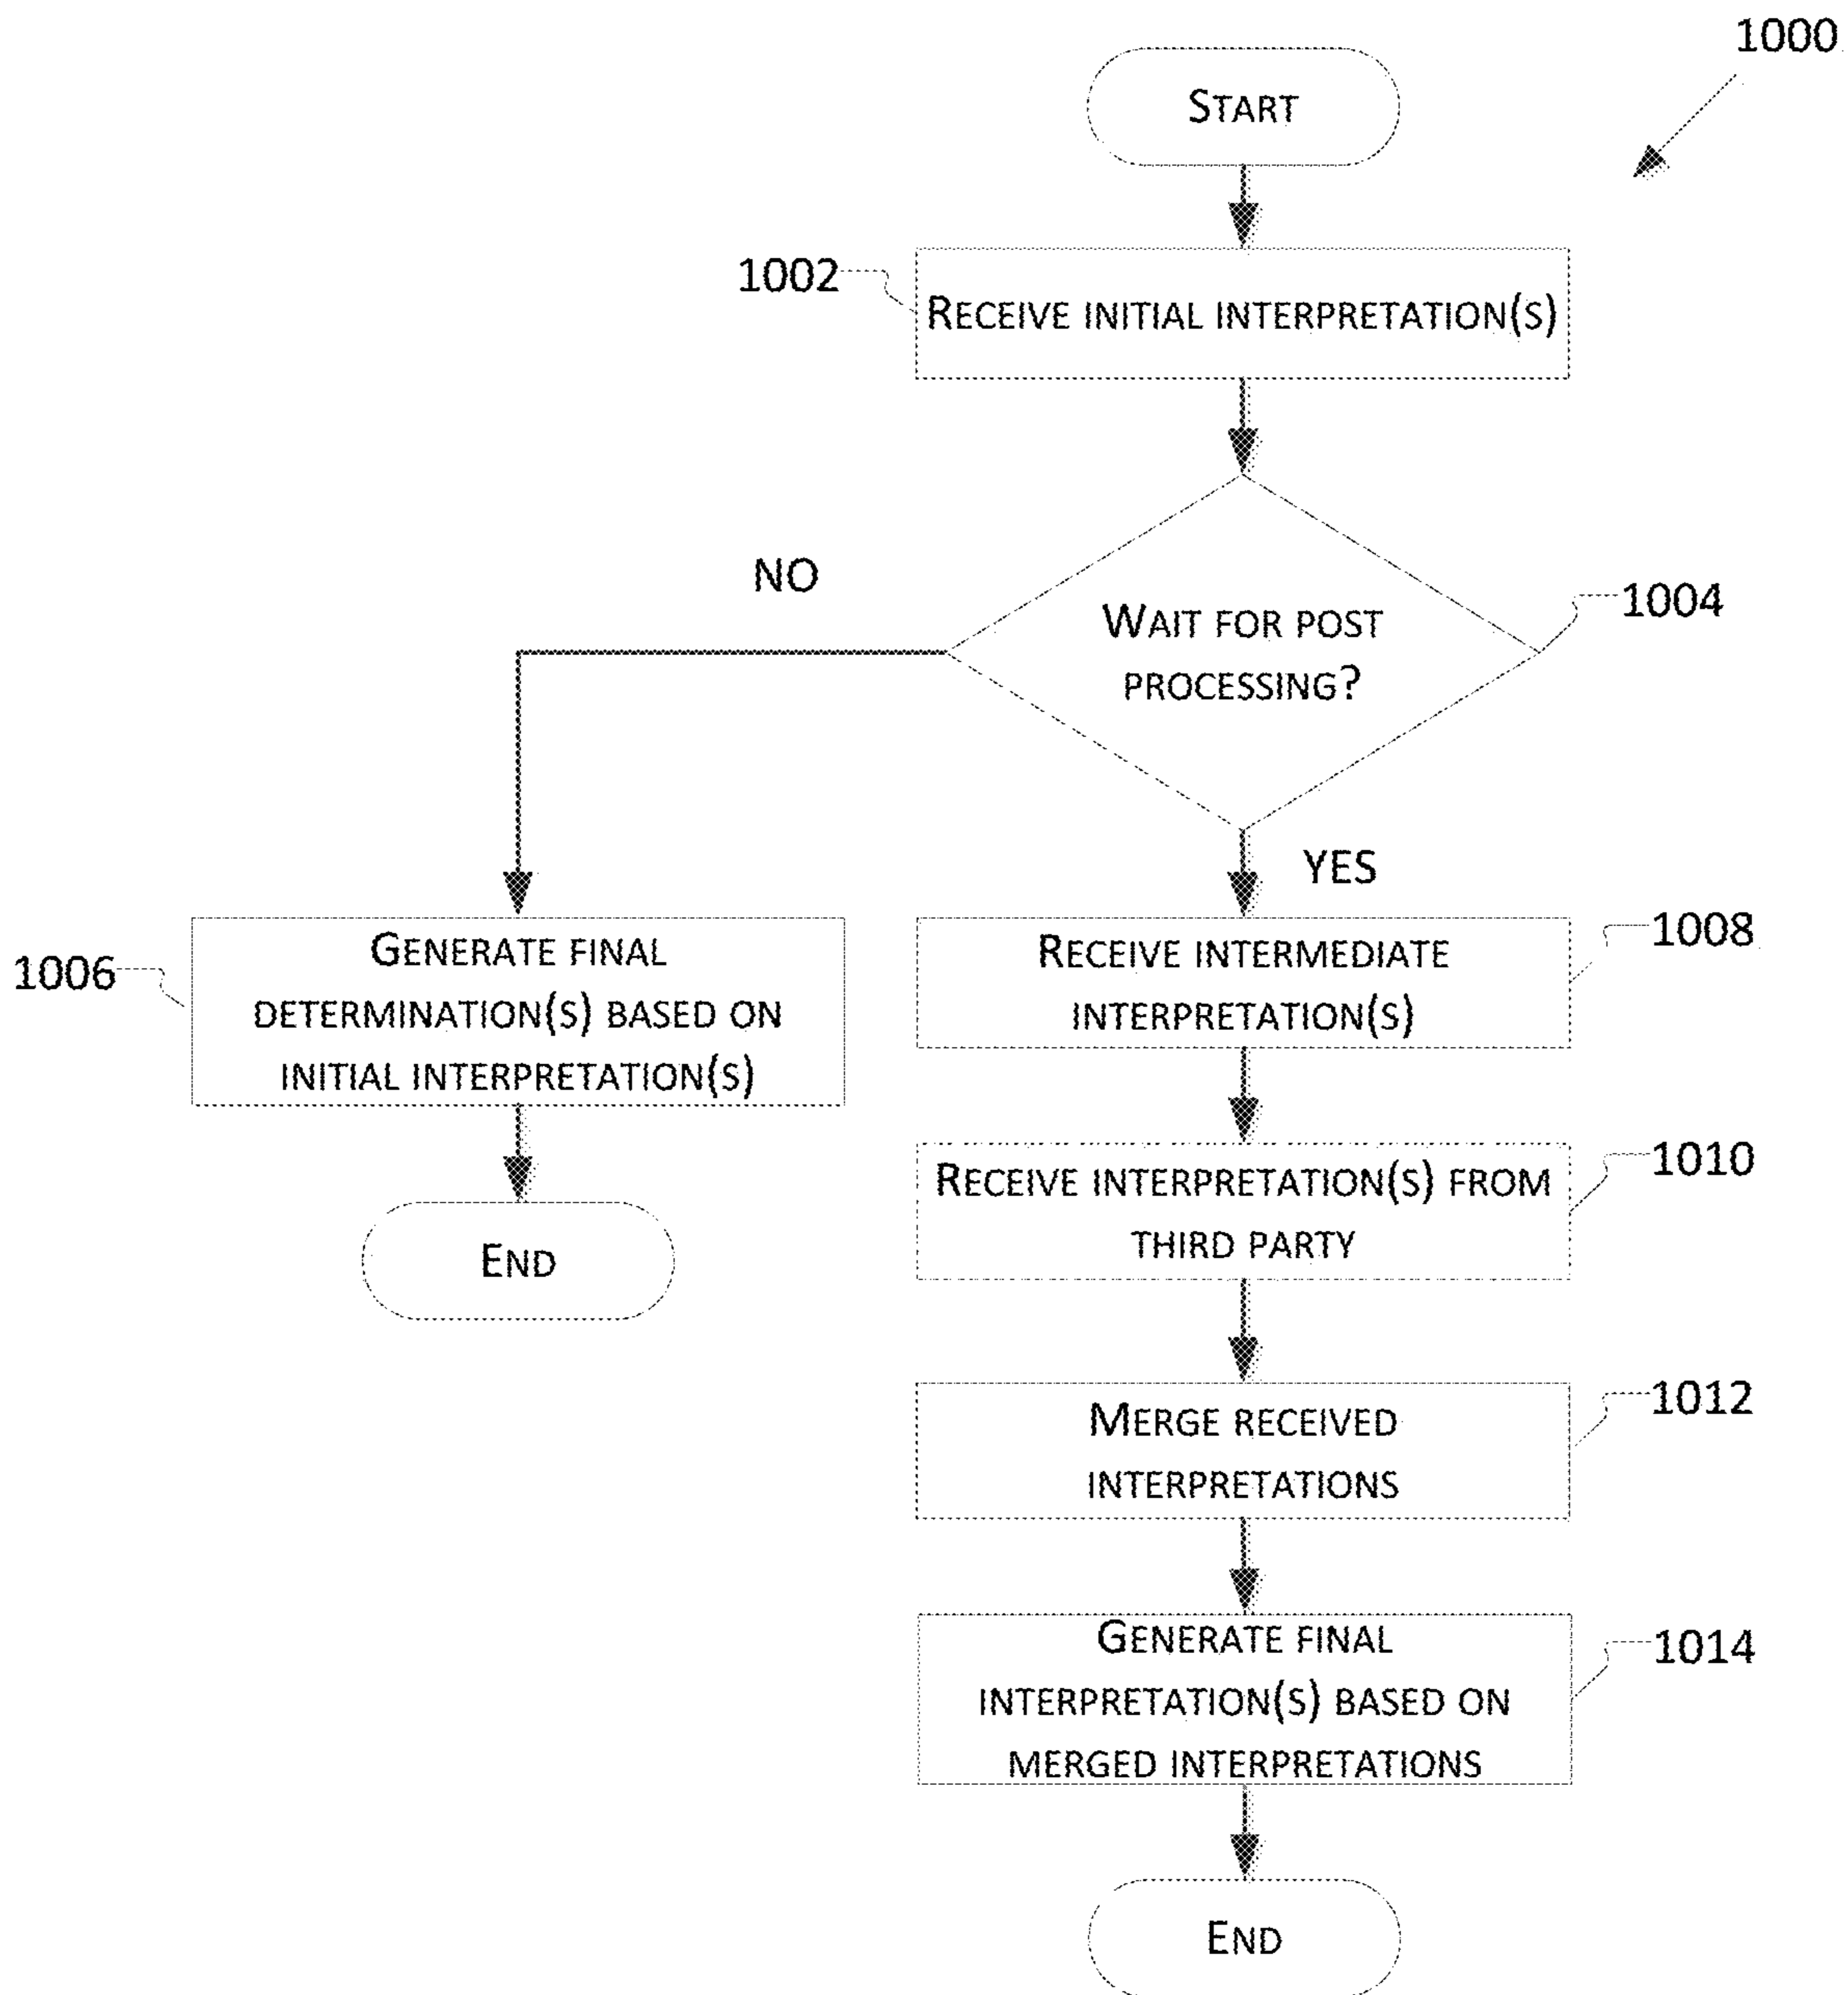 1000
START
1002
RECEIVE INITIAL INTERPRETATION(S)
NO
WAIT FOR POST
PROCESSING?
1004
YES
1006
GENERATE FINAL
DETERMINATION(S) BASED ON
INITIAL INTERPRETATION(S)
END
RECEIVE INTERMEDIATE
INTERPRETATION(S)
1008
RECEIVE INTERPRETATION(S) FROM
THIRD PARTY
1010
MERGE RECEIVED
INTERPRETATIONS
1012
GENERATE FINAL
INTERPRETATION(S) BASED ON
MERGED INTERPRETATIONS
1014
END